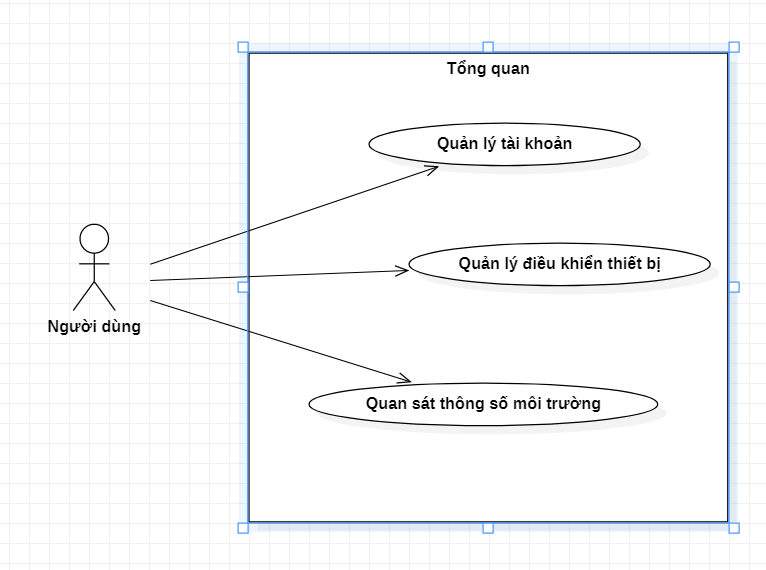 Tổng quan
Quản lý tài khoản
Quản lý điều khiển thiết bị
Người dùng
Quan sát thông số môi trường